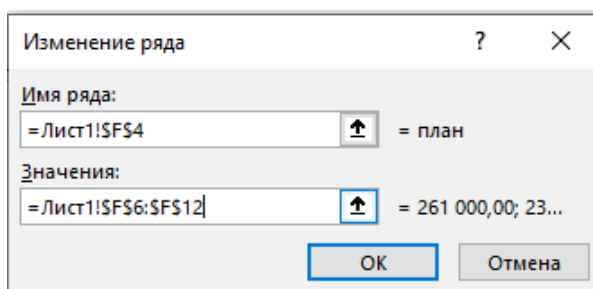 Изменение ряда ? ×
Имя ряда:
=Лист1!$F$4 = план
Значения:
=Лист1!$F$6:$F$12 = 261 000,00; 23...
ОК Отмена